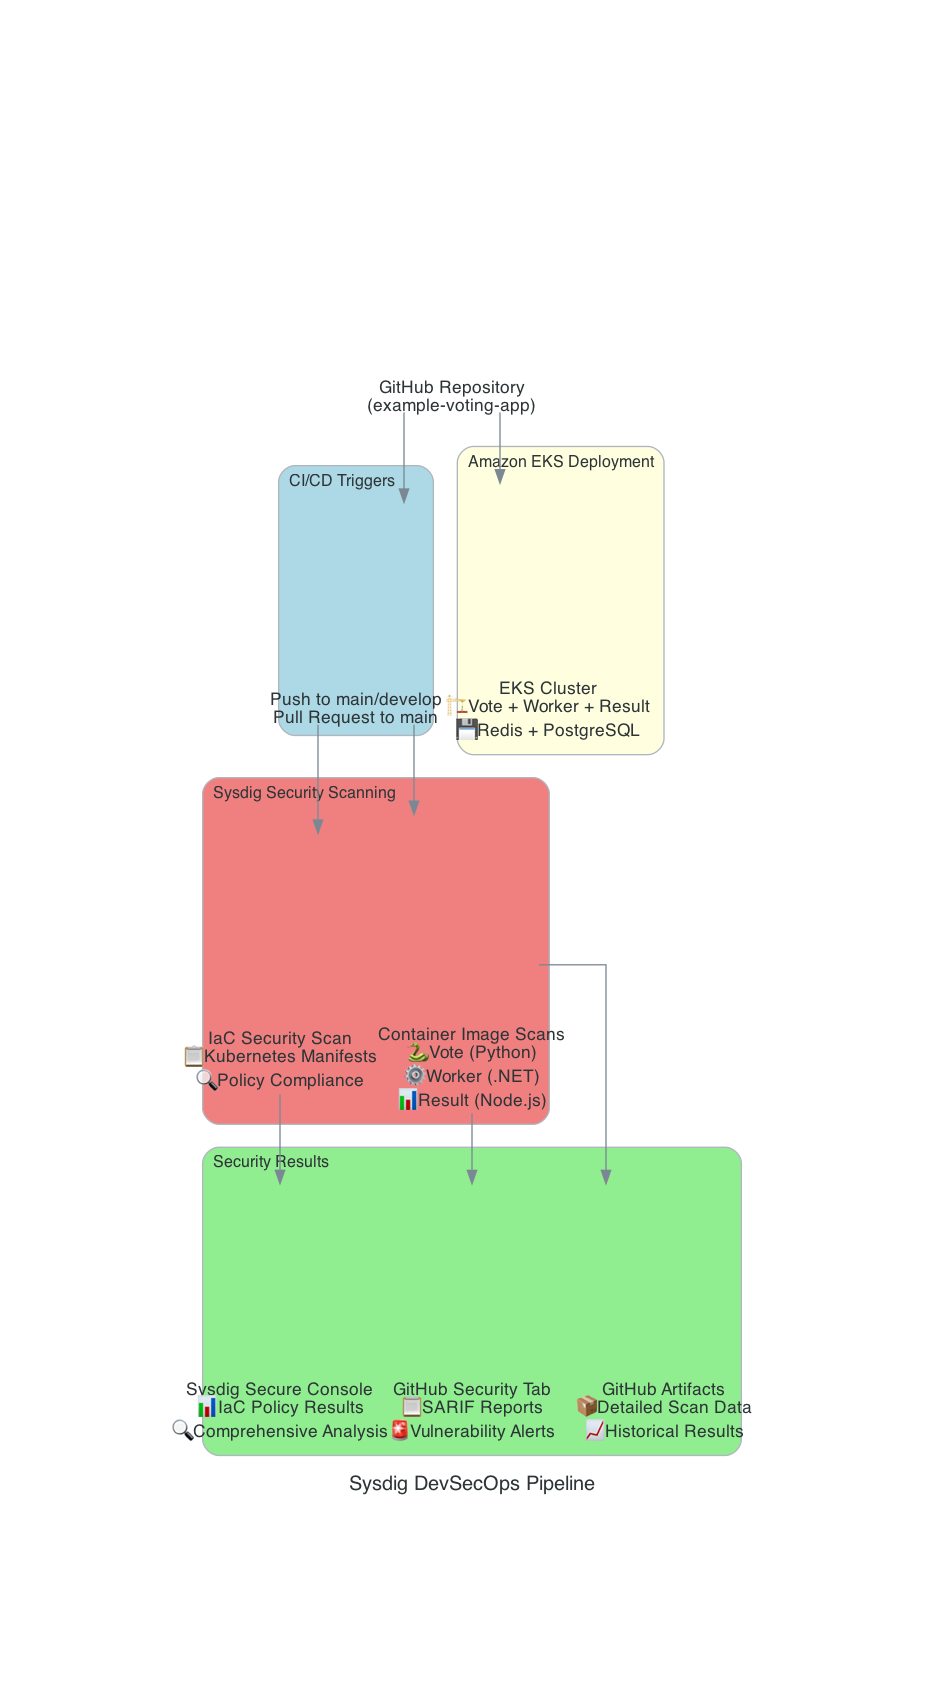 GitHub Repository
(example-voting-app)
CI/CD Triggers
Push to main/develop
Pull Request to main
Amazon EKS Deployment
EKS Cluster
🏗️Vote + Worker + Result
💾Redis + PostgreSQL
Sysdig Security Scanning
IaC Security Scan
📋Kubernetes Manifests
🔍Policy Compliance
Container Image Scans
🐍Vote (Python)
⚙️Worker (.NET)
📊Result (Node.js)
Security Results
Sysdig Secure Console
📊IaC Policy Results
🔍Comprehensive Analysis
GitHub Security Tab
📋SARIF Reports
🚨Vulnerability Alerts
GitHub Artifacts
📦Detailed Scan Data
📈Historical Results
Sysdig DevSecOps Pipeline